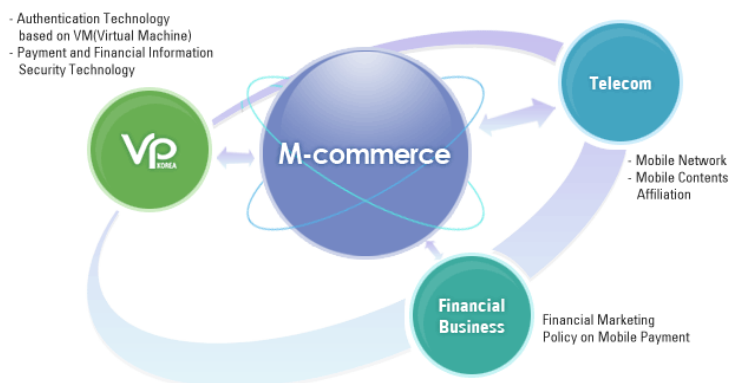 - Authentication Technology
based on VM(Virtual Machine)
- Payment and Financial Information
Security Technology
VP
KOREA
M-commerce
Telecom
- Mobile Network
- Mobile Contents
Affiliation
Financial
Business
Financial Marketing
Policy on Mobile Payment